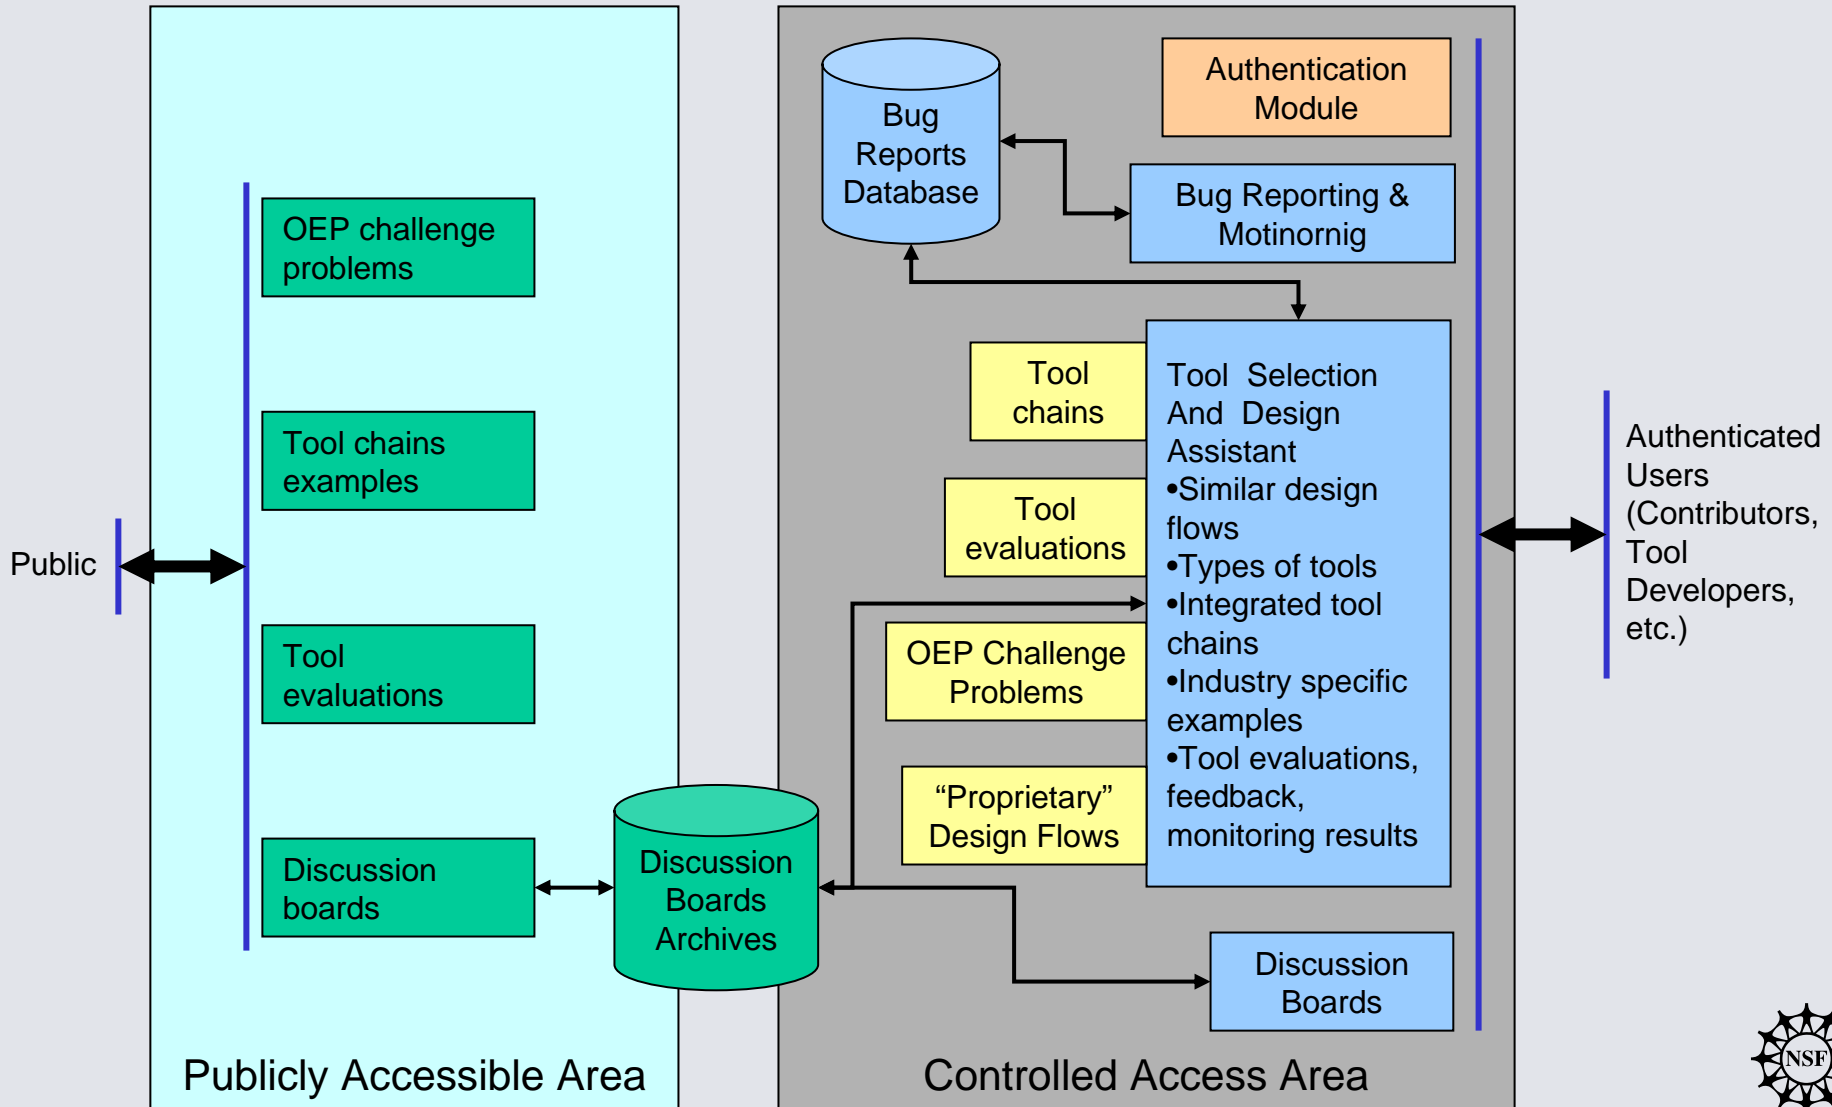 Public
OEP challenge
problems
Tool chains
examples
Tool
evaluations
Discussion
boards
Discussion
Boards
Archives
Publicly Accessible Area
Bug
Reports
Database
Authentication
Module
Bug Reporting &
Motinornig
Tool
chains
Tool
evaluations
OEP Challenge
Problems
“Proprietary”
Design Flows
Tool Selection
And Design
Assistant
•Similar design
flows
•Types of tools
•Integrated tool
chains
•Industry specific
examples
•Tool evaluations,
feedback,
monitoring results
Discussion
Boards
Controlled Access Area
Authenticated
Users
(Contributors,
Tool
Developers,
etc.)
NSF